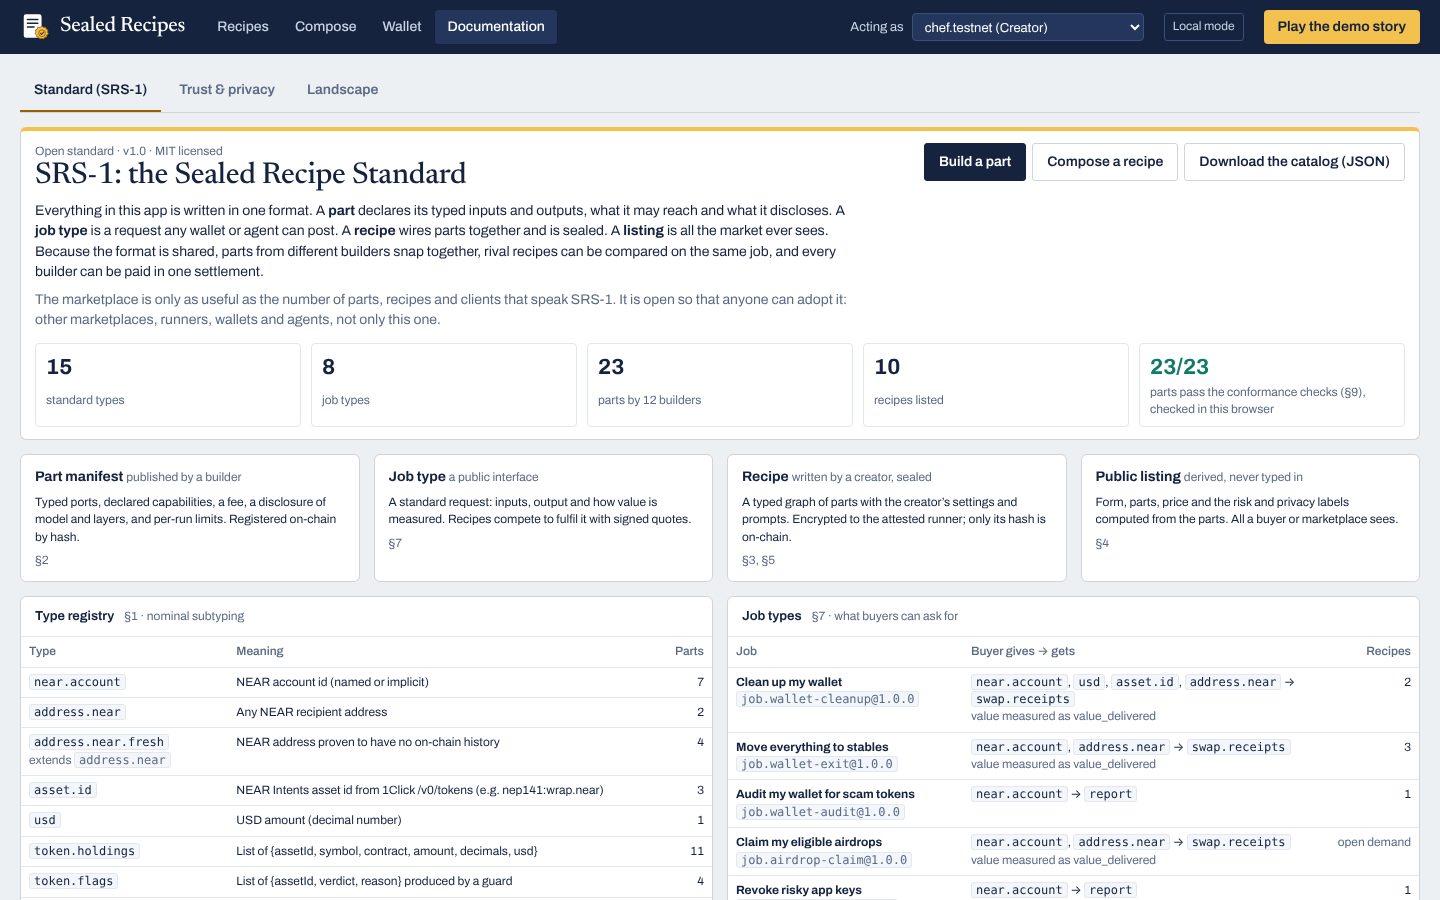 Sealed Recipes
Recipes
Compose
Wallet
Documentation
Acting as
chef.testnet (Creator)
Local mode
Play the demo story
Standard (SRS-1)
Trust & privacy
Landscape
Open standard · v1.0 · MIT licensed
SRS-1: the Sealed Recipe Standard
Build a part
Compose a recipe
Download the catalog (JSON)
Everything in this app is written in one format. A part declares its typed inputs and outputs, what it may reach and what it discloses. A
job type is a request any wallet or agent can post. A recipe wires parts together and is sealed. A listing is all the market ever sees.
Because the format is shared, parts from different builders snap together, rival recipes can be compared on the same job, and every
builder can be paid in one settlement.
The marketplace is only as useful as the number of parts, recipes and clients that speak SRS-1. It is open so that anyone can adopt it:
other marketplaces, runners, wallets and agents, not only this one.
15
standard types
8
job types
23
parts by 12 builders
10
recipes listed
23/23
parts pass the conformance checks (§9),
checked in this browser
Part manifest published by a builder
Typed ports, declared capabilities, a fee, a disclosure of
model and layers, and per-run limits. Registered on-chain
by hash.
§2
Job type a public interface
A standard request: inputs, output and how value is
measured. Recipes compete to fulfil it with signed quotes.
§7
Recipe written by a creator, sealed
A typed graph of parts with the creator's settings and
prompts. Encrypted to the attested runner; only its hash is
on-chain.
§3, §5
Public listing derived, never typed in
Form, parts, price and the risk and privacy labels
computed from the parts. All a buyer or marketplace sees.
§4
Type registry §1 · nominal subtyping
Type Meaning Parts
near.account NEAR account id (named or implicit) 7
address.near Any NEAR recipient address 2
address.near.fresh NEAR address proven to have no on-chain history 4
extends address.near
asset.id NEAR Intents asset id from 1Click /v0/tokens (e.g. nep141:wrap.near) 3
usd USD amount (decimal number) 1
token.holdings List of {assetId, symbol, contract, amount, decimals, usd} 11
token.flags List of {assetId, verdict, reason} produced by a guard 4
Job types §7 · what buyers can ask for
Job Buyer gives → gets Recipes
Clean up my wallet near.account, usd, asset.id, address.near → 2
job.wallet-cleanup@1.0.0 swap.receipts
value measured as value_delivered
Move everything to stables near.account, address.near → swap.receipts 3
job.wallet-exit@1.0.0 value measured as value_delivered
Audit my wallet for scam tokens near.account → report 1
job.wallet-audit@1.0.0
Claim my eligible airdrops near.account, address.near → swap.receipts open demand
job.airdrop-claim@1.0.0 value measured as value_delivered
Revoke risky app keys near.account → report 1